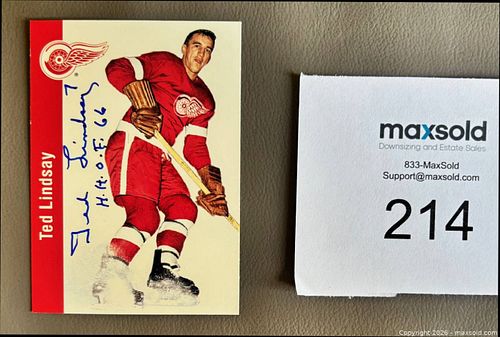 Ted Lindsay
Ted Lindsay 7
H.H.O.F. 66
maxsold
Downsizing and Estate Sales
833-MaxSold
Support@maxsold.com
214
Copyright 2026 - maxsold.com